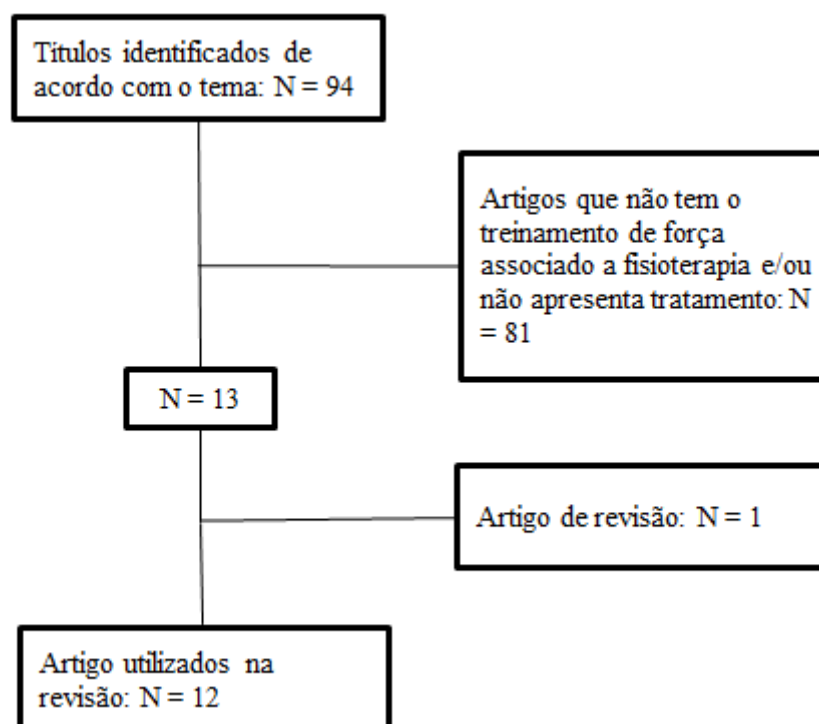 Titulos identificados de
acordo com o tema: N = 94
Artigos que não tem o
treinamento de força
associado a fisioterapia e/ou
não apresenta tratamento: N
= 81
N = 13
Artigo de revisão: N = 1
Artigo utilizados na
revisão: N = 12